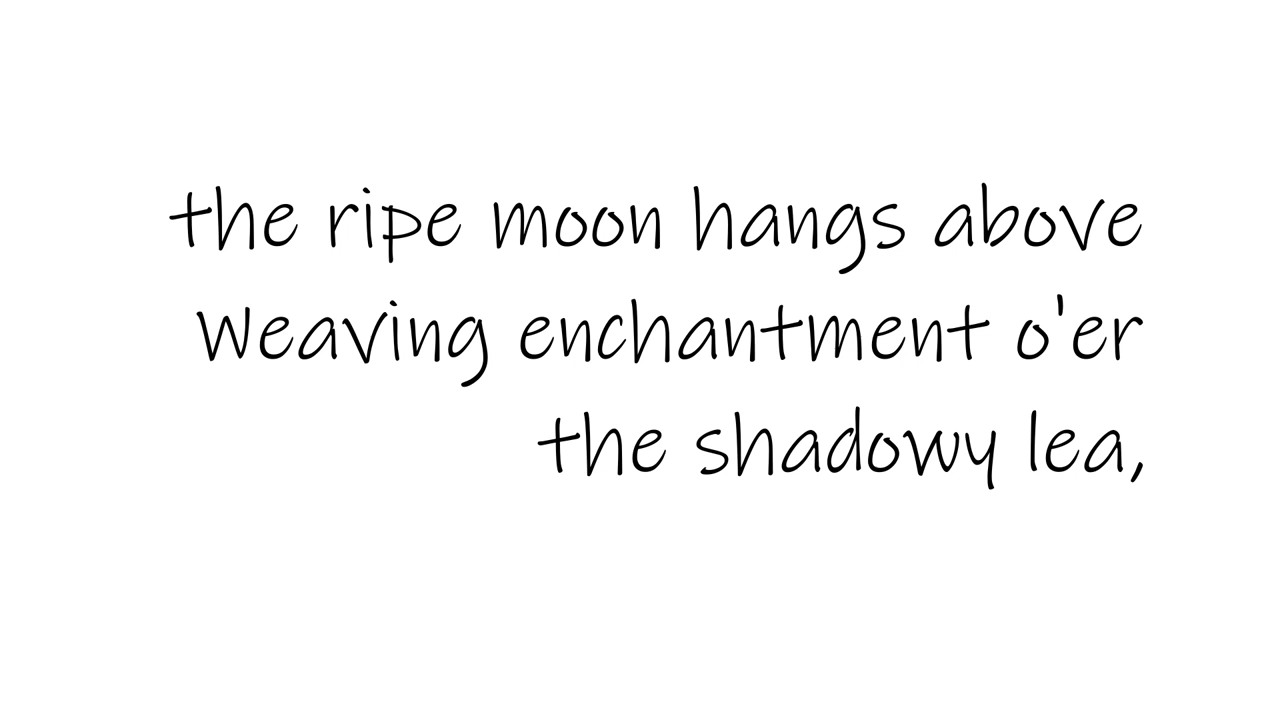 the ripe moon hangs above
weaving enchantment o'er
the shadowy lea,